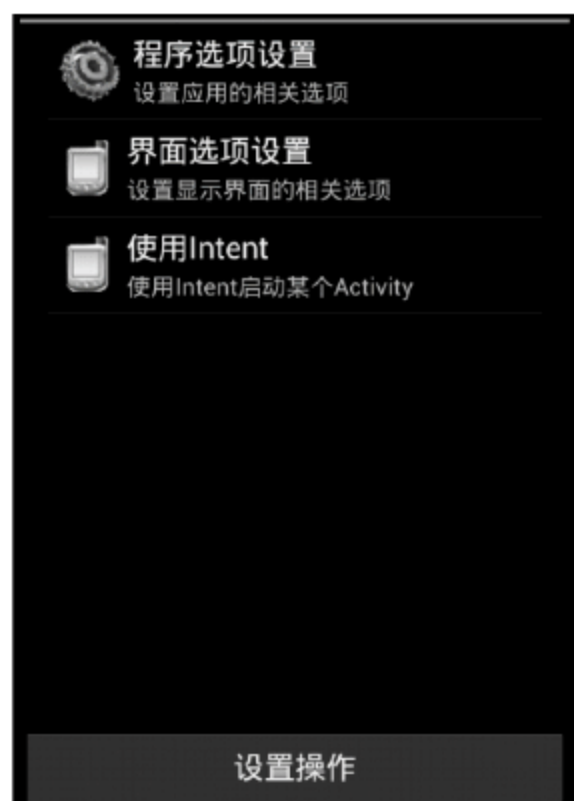 程序选项设置
设置应用的相关选项
界面选项设置
设置显示界面的相关选项
使用Intent
使用Intent启动某个Activity
设置操作